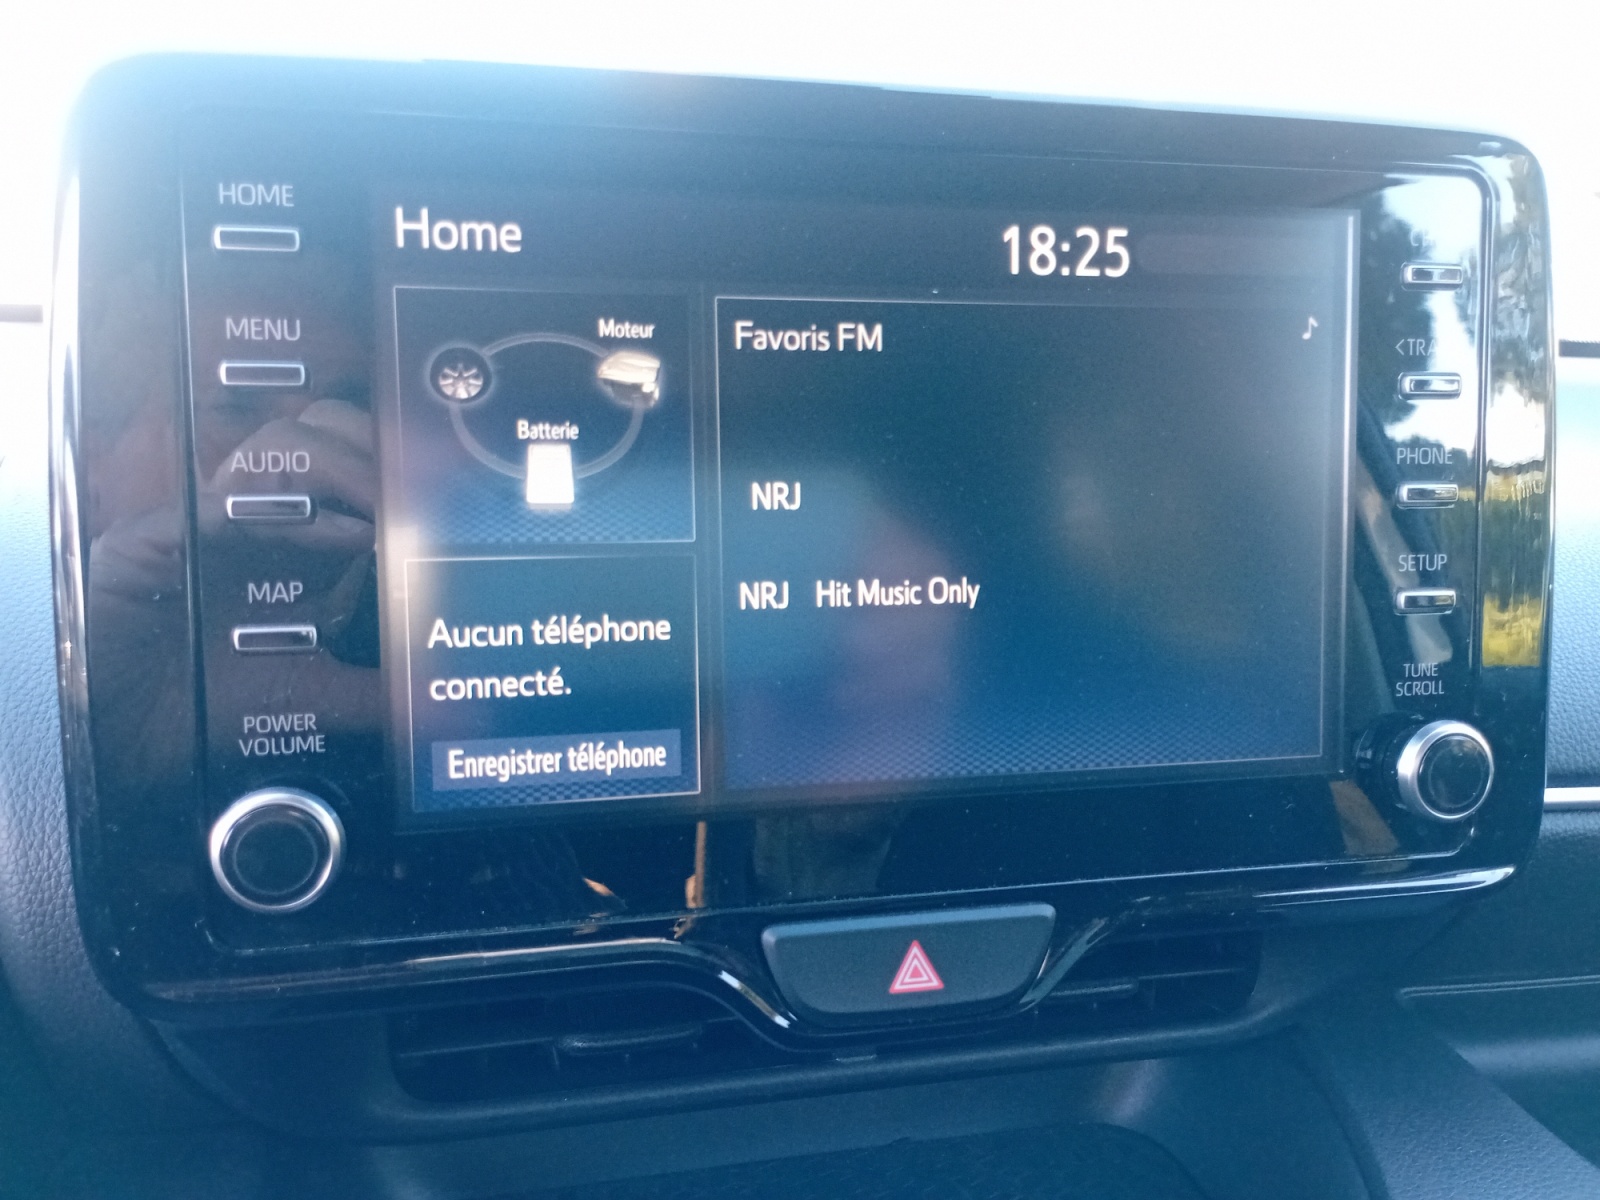 HOME
MENU
AUDIO
MAP
POWER
VOLUME
Home
18:25
Moteur
Batterie
Aucun téléphone
connecté.
Enregistrer téléphone
Favoris FM
NRJ
NRJ Hit Music Only
PHONE
SETUP
TUNE
SCROLL